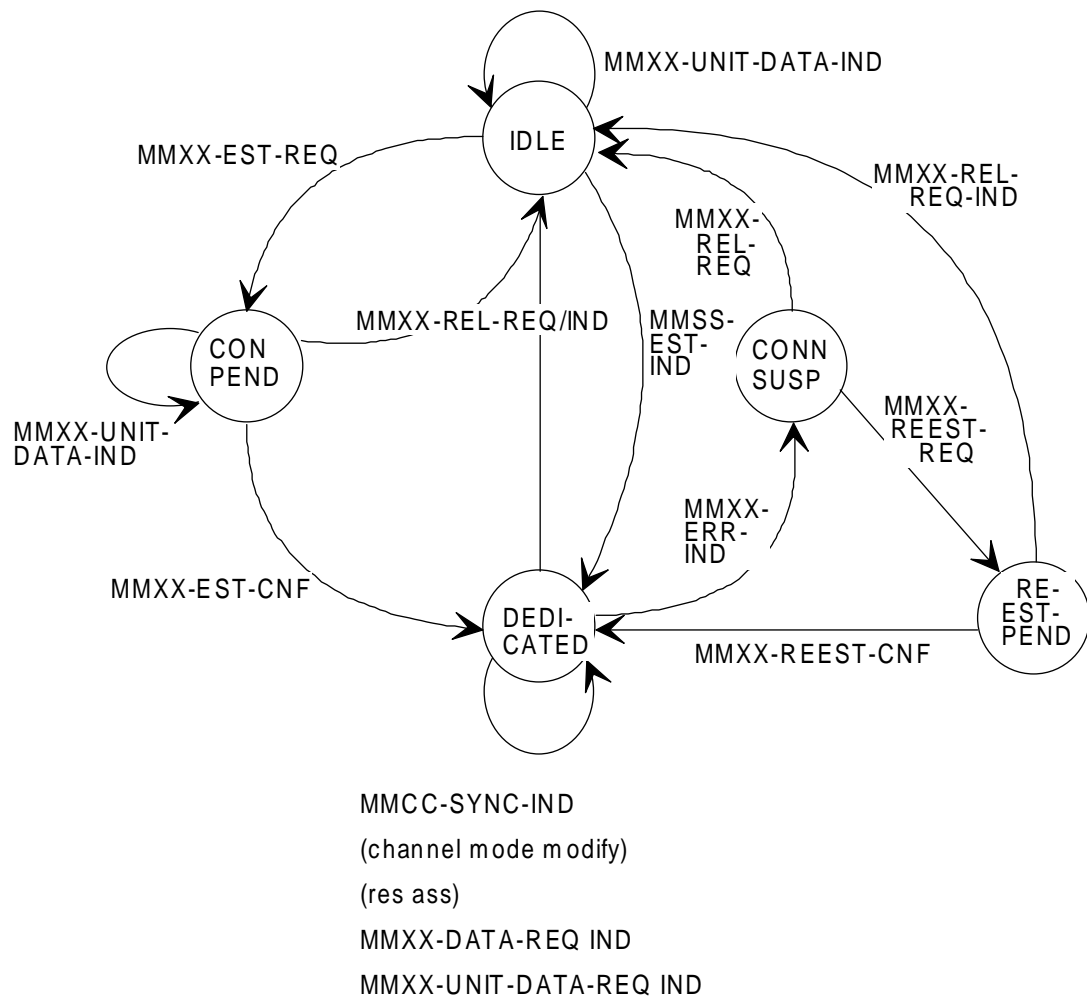 MMXX-UNIT-DATA-IND
IDLE
MMXX-EST-REQ
MMXX-REL-
REQ-IND
MMXX-
REL-
REQ
MMXX-REL-REQ/IND
MMSS-
EST-
IND
CON
PEND
CONN
SUSP
MMXX-UNIT-
DATA-IND
MMXX-
REEST-
REQ
MMXX-
ERR-
IND
MMXX-EST-CNF
DEDI-
CATED
RE-
EST-
PEND
MMXX-REEST-CNF
MMCC-SYNC-IND
(channel mode modify)
(res ass)
MMXX-DATA-REQ IND
MMXX-UNIT-DATA-REQ IND